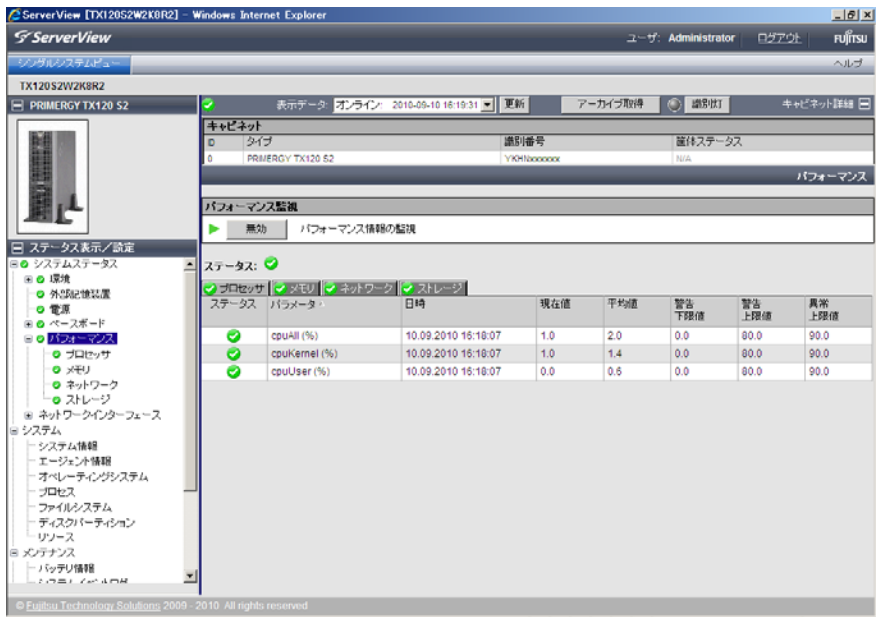 ServerView [TX120S2W2K8R2] - Windows Internet Explorer
ServerView ユーザ: Administrator ログアウト FUJITSU
シングルシステムビュー ヘルプ
TX120S2W2K8R2
PRIMERGY TX120 S2
表示データ: オンライン: 2010-09-10 16:19:31 更新 アーカイブ取得 識別灯 キャビネット詳細
キャビネット
ID タイプ 識別番号 筐体ステータス
0 PRIMERGY TX120 S2 YKHNxxxxxx N/A
パフォーマンス
パフォーマンス監視
無効 パフォーマンス情報の監視
ステータス:
プロセッサ メモリ ネットワーク ストレージ
ステータス パラメータ 日時 現在値 平均値 警告下限値 警告上限値 異常上限値
cpuAll (%) 10.09.2010 16:18:07 1.0 2.0 0.0 80.0 90.0
cpuKernel (%) 10.09.2010 16:18:07 1.0 1.4 0.0 80.0 90.0
cpuUser (%) 10.09.2010 16:18:07 0.0 0.6 0.0 80.0 90.0
ステータス表示/設定
システムステータス
環境
外部記憶装置
電源
ベースボード
パフォーマンス
プロセッサ
メモリ
ネットワーク
ストレージ
ネットワークインターフェース
システム
システム情報
エージェント情報
オペレーティングシステム
プロセス
ファイルシステム
ディスクパーティション
リソース
メンテナンス
バッテリ情報
© Fujitsu Technology Solutions 2009 - 2010 All rights reserved